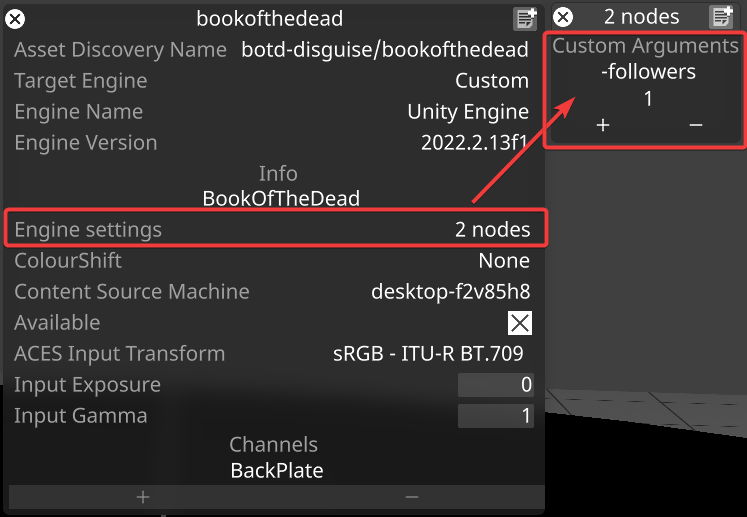 bookofthedead
Asset Discovery Name botd-disguise/bookofthedead
Target Engine Custom
Engine Name Unity Engine
Engine Version 2022.2.13f1
Info
BookOfTheDead
Engine settings 2 nodes
ColourShift None
Content Source Machine desktop-f2v85h8
Available
ACES Input Transform sRGB - ITU-R BT.709
Input Exposure 0
Input Gamma 1
Channels
BackPlate
+ −
2 nodes
Custom Arguments
-followers
1
+ −